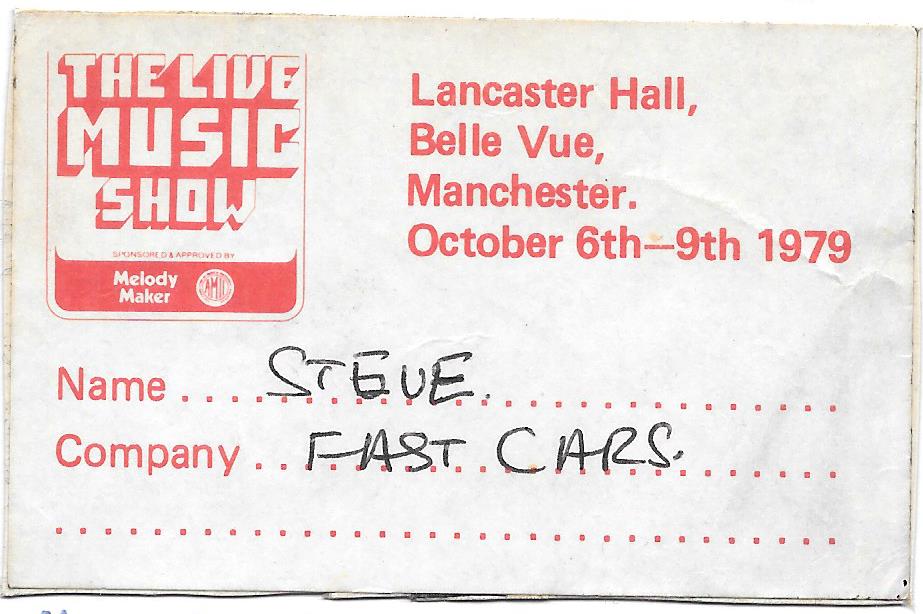 THE LIVE
MUSIC
SHOW
SPONSORED & APPROVED BY
Melody
Maker
AMII
Lancaster Hall,
Belle Vue,
Manchester.
October 6th—9th 1979
Name .... STEVE.
Company .. FAST CARS.